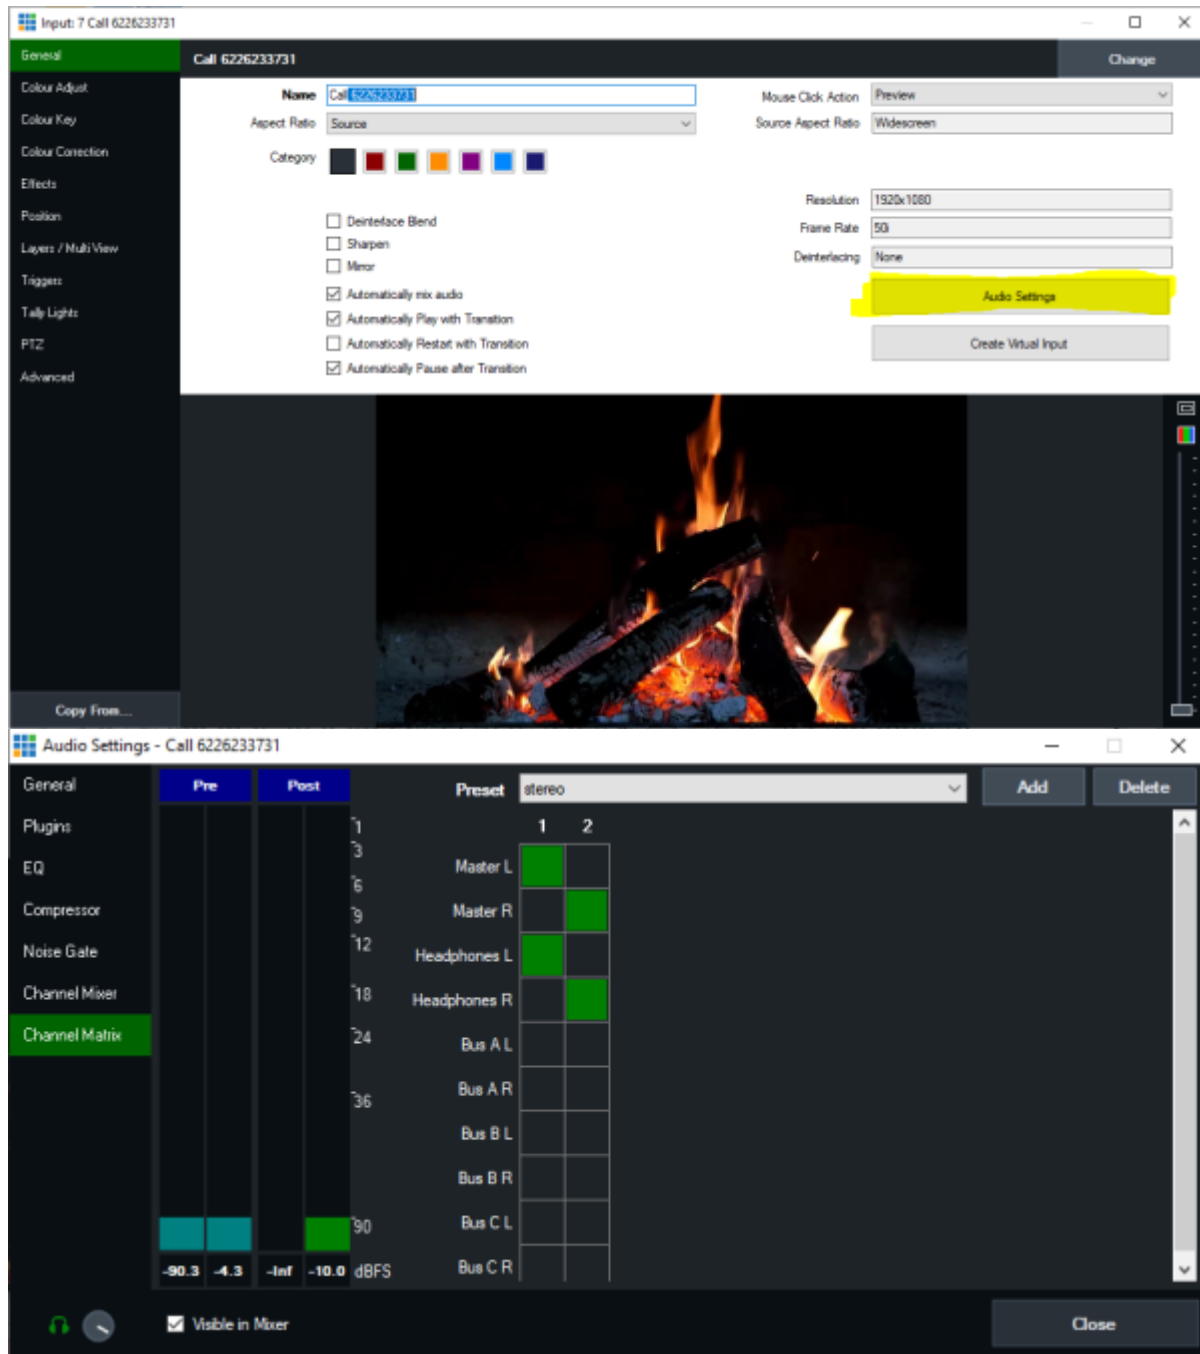 Input: 7 Call 6226233731
General
Call 6226233731
Change
Colour Adjust
Colour Key
Colour Correction
Effects
Position
Layers / Multi View
Triggers
Tally Lights
PTZ
Advanced
Copy From...
Name Call 6226233731
Aspect Ratio Source
Category
Deinterlace Blend
Sharpen
Mirror
Automatically mix audio
Automatically Play with Transition
Automatically Restart with Transition
Automatically Pause after Transition
Mouse Click Action Preview
Source Aspect Ratio Widescreen
Resolution 1920x1080
Frame Rate 50i
Deinterlacing None
Audio Settings
Create Virtual Input
Audio Settings - Call 6226233731
General
Plugins
EQ
Compressor
Noise Gate
Channel Mixer
Channel Matrix
Pre Post
1
3
6
9
12
18
24
36
90
-90.3 -4.3 -Inf -10.0 dBFS
Preset stereo
Add Delete
1 2
Master L
Master R
Headphones L
Headphones R
Bus A L
Bus A R
Bus B L
Bus B R
Bus C L
Bus C R
Visible in Mixer
Close